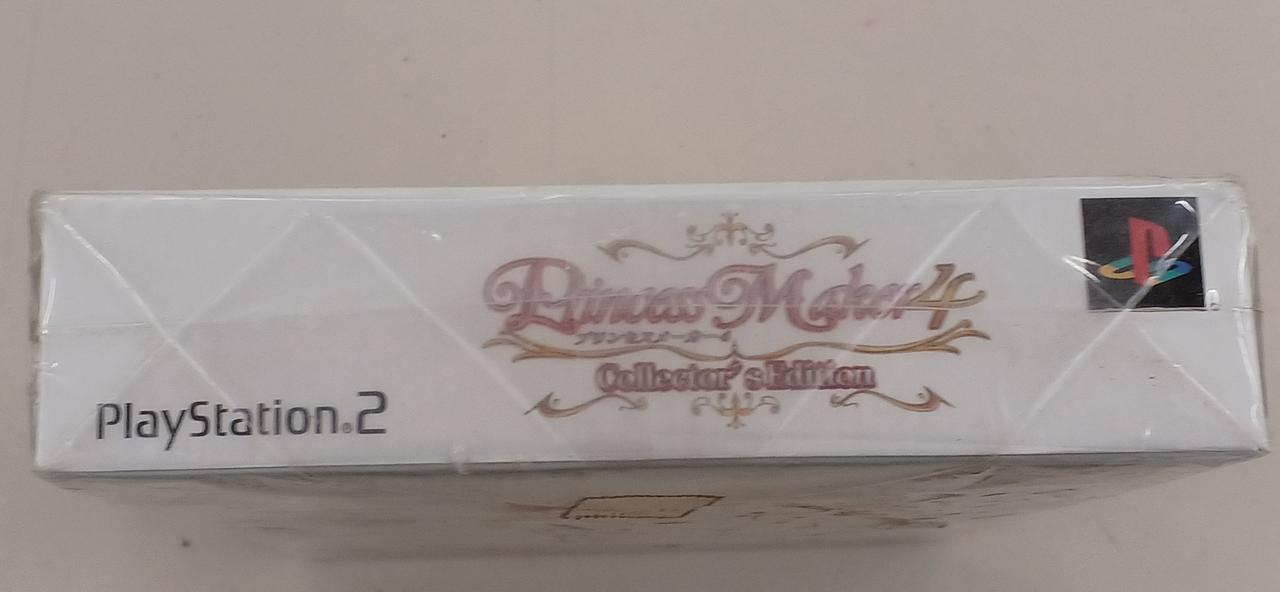 Princess Maker 4
プリンセスメーカー4
Collector's Edition
PlayStation.2